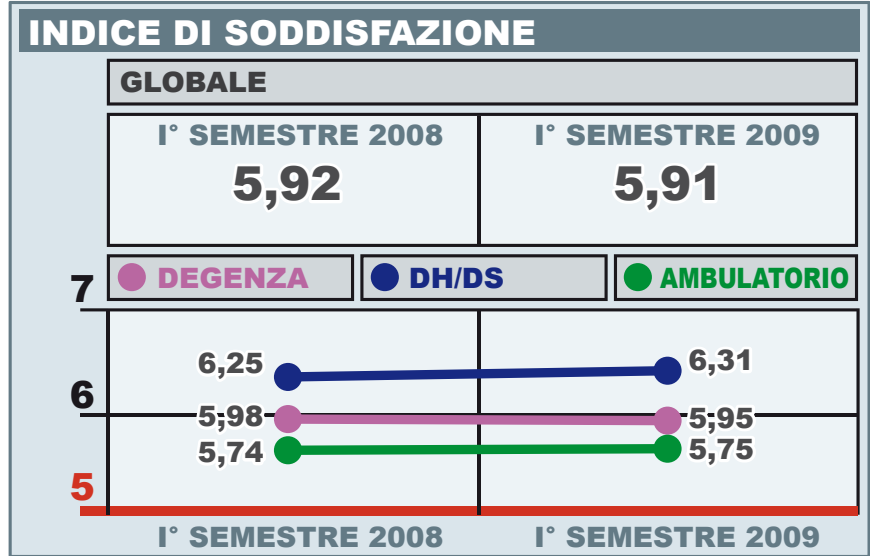 INDICE DI SODDISFAZIONE
GLOBALE
I° SEMESTRE 2008 I° SEMESTRE 2009
5,92 5,91
DEGENZA DH/DS AMBULATORIO
7
6,25 6,31
6
5,98 5,95
5,74 5,75
5
I° SEMESTRE 2008 I° SEMESTRE 2009